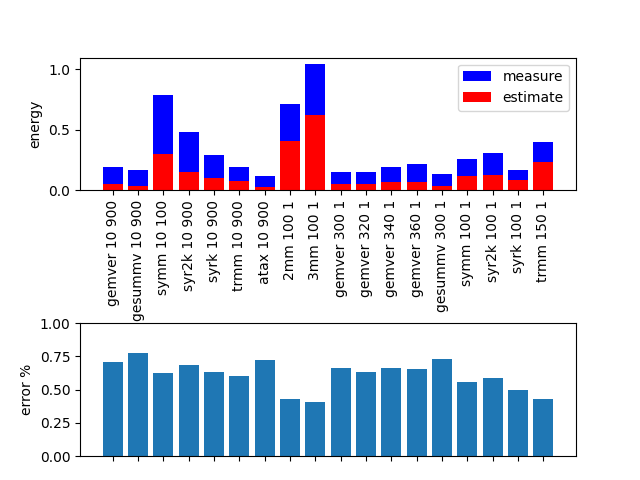 measure
estimate
energy
1.0
0.5
0.0
gemver 10 900
gesummv 10 900
symm 10 100
syr2k 10 900
syrk 10 900
trmm 10 900
atax 10 900
2mm 100 1
3mm 100 1
gemver 300 1
gemver 320 1
gemver 340 1
gemver 360 1
gesummv 300 1
symm 100 1
syr2k 100 1
syrk 100 1
trmm 150 1
error %
1.00
0.75
0.50
0.25
0.00